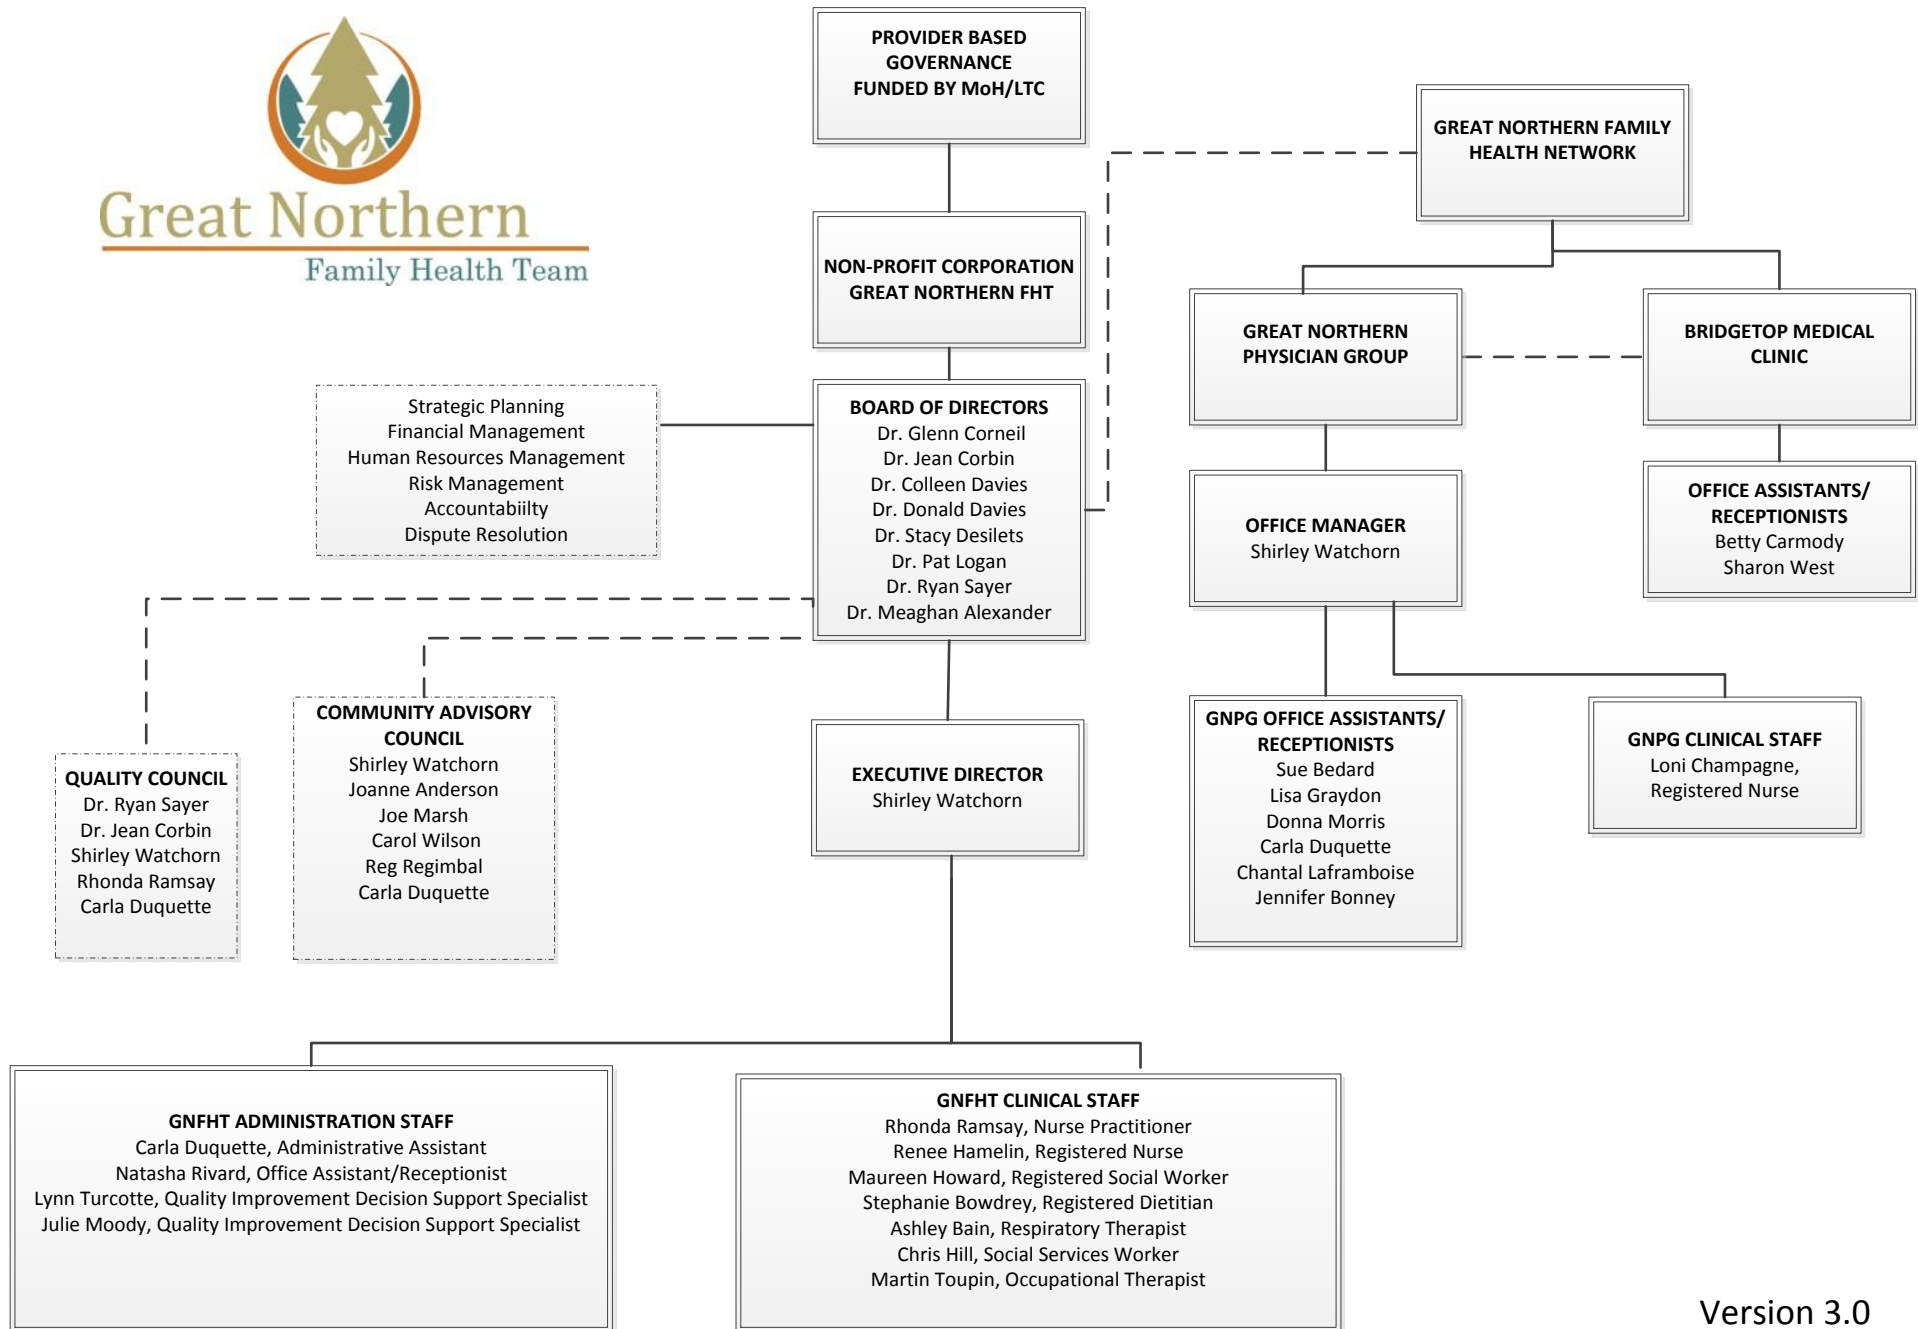 Great Northern
Family Health Team
PROVIDER BASED
GOVERNANCE
FUNDED BY MoH/LTC
GREAT NORTHERN FAMILY
HEALTH NETWORK
NON-PROFIT CORPORATION
GREAT NORTHERN FHT
GREAT NORTHERN
PHYSICIAN GROUP
BRIDGETOP MEDICAL
CLINIC
Strategic Planning
Financial Management
Human Resources Management
Risk Management
Accountabiilty
Dispute Resolution
BOARD OF DIRECTORS
Dr. Glenn Corneil
Dr. Jean Corbin
Dr. Colleen Davies
Dr. Donald Davies
Dr. Stacy Desilets
Dr. Pat Logan
Dr. Ryan Sayer
Dr. Meaghan Alexander
OFFICE MANAGER
Shirley Watchorn
OFFICE ASSISTANTS/
RECEPTIONISTS
Betty Carmody
Sharon West
QUALITY COUNCIL
Dr. Ryan Sayer
Dr. Jean Corbin
Shirley Watchorn
Rhonda Ramsay
Carla Duquette
COMMUNITY ADVISORY
COUNCIL
Shirley Watchorn
Joanne Anderson
Joe Marsh
Carol Wilson
Reg Regimbal
Carla Duquette
EXECUTIVE DIRECTOR
Shirley Watchorn
GNPG OFFICE ASSISTANTS/
RECEPTIONISTS
Sue Bedard
Lisa Graydon
Donna Morris
Carla Duquette
Chantal Laframboise
Jennifer Bonney
GNPG CLINICAL STAFF
Loni Champagne,
Registered Nurse
GNFHT ADMINISTRATION STAFF
Carla Duquette, Administrative Assistant
Natasha Rivard, Office Assistant/Receptionist
Lynn Turcotte, Quality Improvement Decision Support Specialist
Julie Moody, Quality Improvement Decision Support Specialist
GNFHT CLINICAL STAFF
Rhonda Ramsay, Nurse Practitioner
Renee Hamelin, Registered Nurse
Maureen Howard, Registered Social Worker
Stephanie Bowdrey, Registered Dietitian
Ashley Bain, Respiratory Therapist
Chris Hill, Social Services Worker
Martin Toupin, Occupational Therapist
Version 3.0